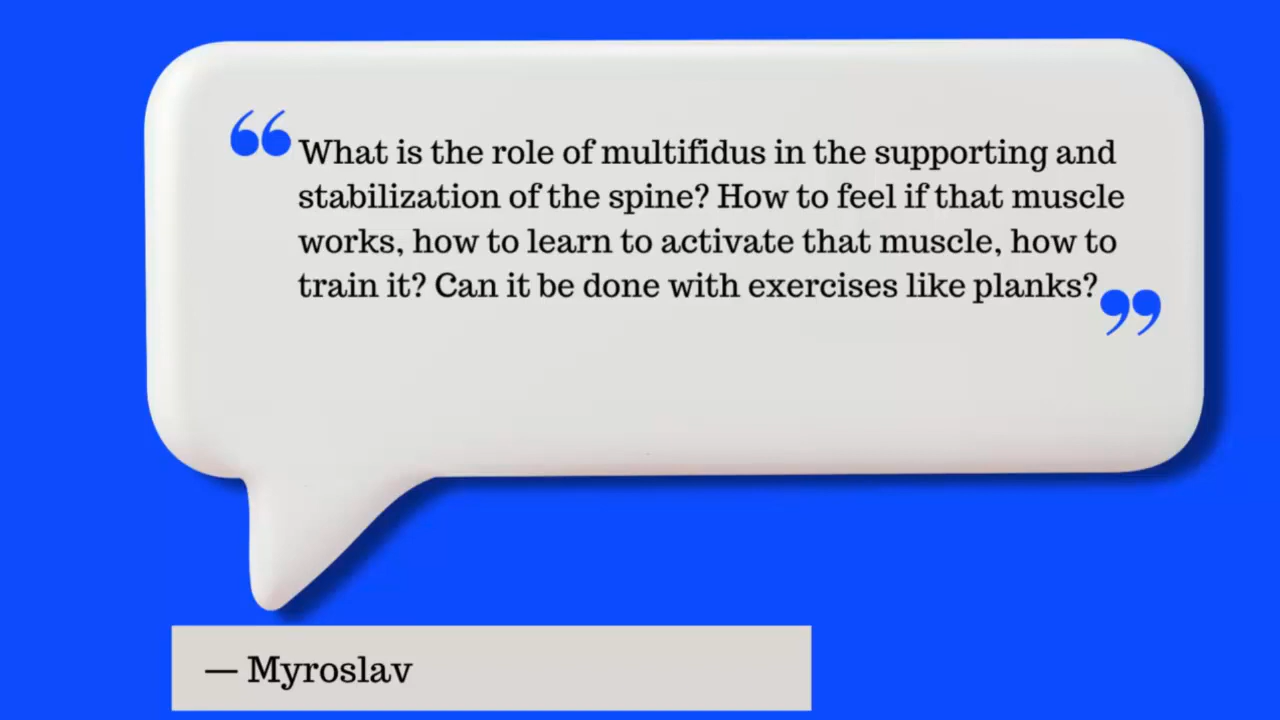 “What is the role of multifidus in the supporting and
stabilization of the spine? How to feel if that muscle
works, how to learn to activate that muscle, how to
train it? Can it be done with exercises like planks?”
— Myroslav